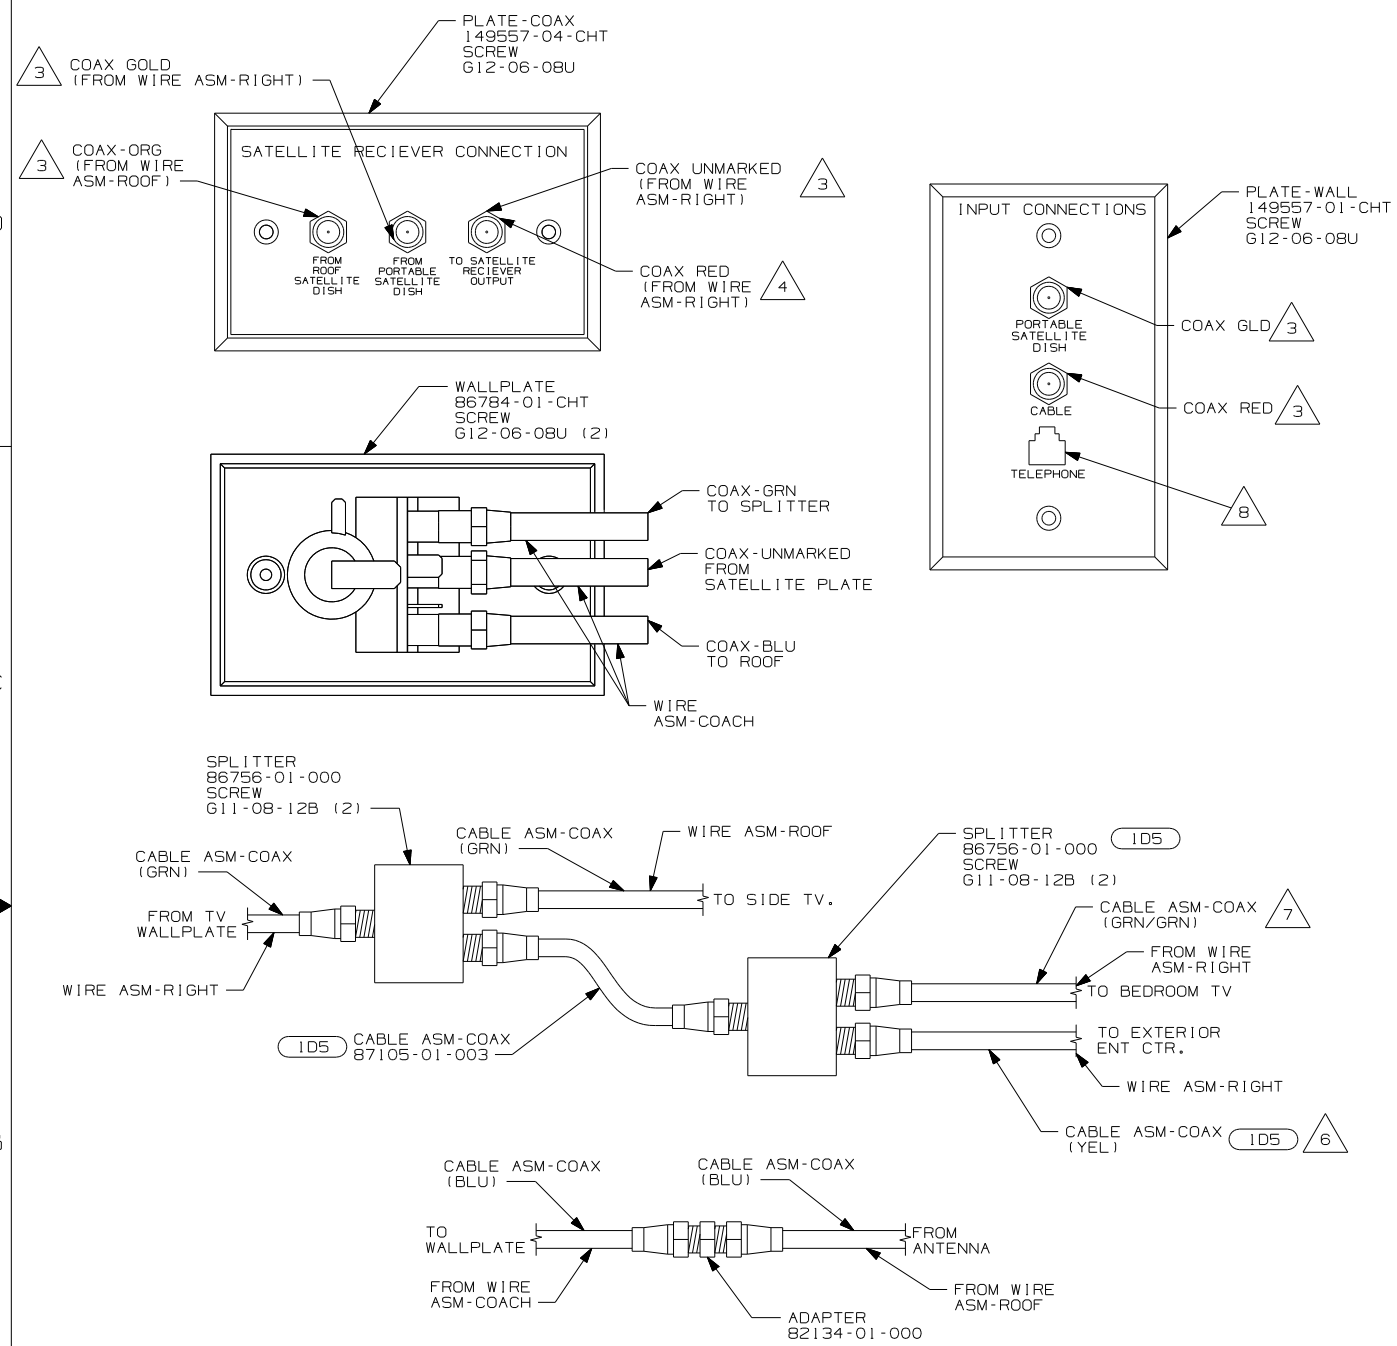 PLATE-COAX
149557-04-CHT
SCREW
G12-06-08U
3
COAX GOLD
(FROM WIRE ASM-RIGHT)
3
COAX-ORG
(FROM WIRE
ASM-ROOF)
SATELLITE RECIEVER CONNECTION
FROM
ROOF
SATELLITE
DISH
FROM
PORTABLE
SATELLITE
DISH
TO SATELLITE
RECIEVER
OUTPUT
COAX UNMARKED
(FROM WIRE
ASM-RIGHT)
3
COAX RED
(FROM WIRE
ASM-RIGHT)
4
INPUT CONNECTIONS
PORTABLE
SATELLITE
DISH
CABLE
TELEPHONE
PLATE-WALL
149557-01-CHT
SCREW
G12-06-08U
COAX GLD
3
COAX RED
3
8
WALLPLATE
86784-01-CHT
SCREW
G12-06-08U (2)
COAX-GRN
TO SPLITTER
COAX-UNMARKED
FROM
SATELLITE PLATE
COAX-BLU
TO ROOF
WIRE
ASM-COACH
SPLITTER
86756-01-000
SCREW
G11-08-12B (2)
CABLE ASM-COAX
(GRN)
FROM TV
WALLPLATE
WIRE ASM-RIGHT
CABLE ASM-COAX
(GRN)
WIRE ASM-ROOF
TO SIDE TV.
1D5
CABLE ASM-COAX
87105-01-003
SPLITTER
86756-01-000
SCREW
G11-08-12B (2)
1D5
CABLE ASM-COAX
(GRN/GRN)
7
FROM WIRE
ASM-RIGHT
TO BEDROOM TV
TO EXTERIOR
ENT CTR.
WIRE ASM-RIGHT
CABLE ASM-COAX
(YEL)
1D5
6
CABLE ASM-COAX
(BLU)
CABLE ASM-COAX
(BLU)
TO
WALLPLATE
FROM
ANTENNA
FROM WIRE
ASM-COACH
FROM WIRE
ASM-ROOF
ADAPTER
82134-01-000